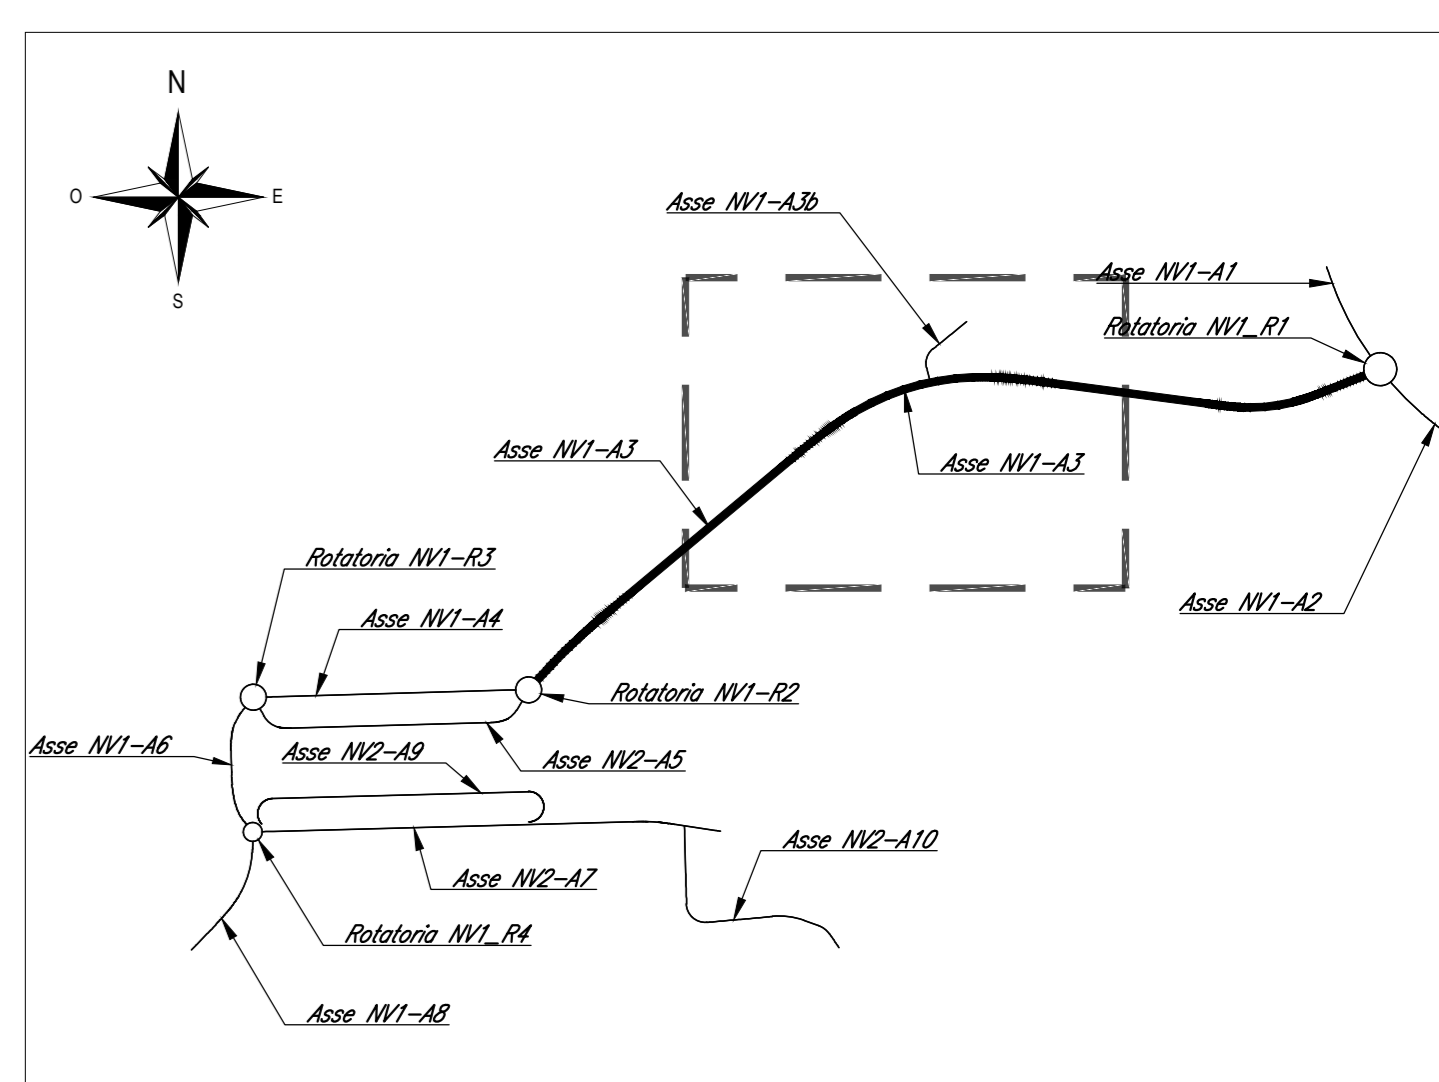 N
O
E
S
Asse NV1-A3b
Asse NV1-A1
Rotatoria NV1_R1
Asse NV1-A3
Asse NV1-A3
Rotatoria NV1-R3
Asse NV1-A2
Asse NV1-A4
Rotatoria NV1-R2
Asse NV1-A6
Asse NV2-A9
Asse NV2-A5
Asse NV2-A10
Asse NV2-A7
Rotatoria NV1_R4
Asse NV1-A8